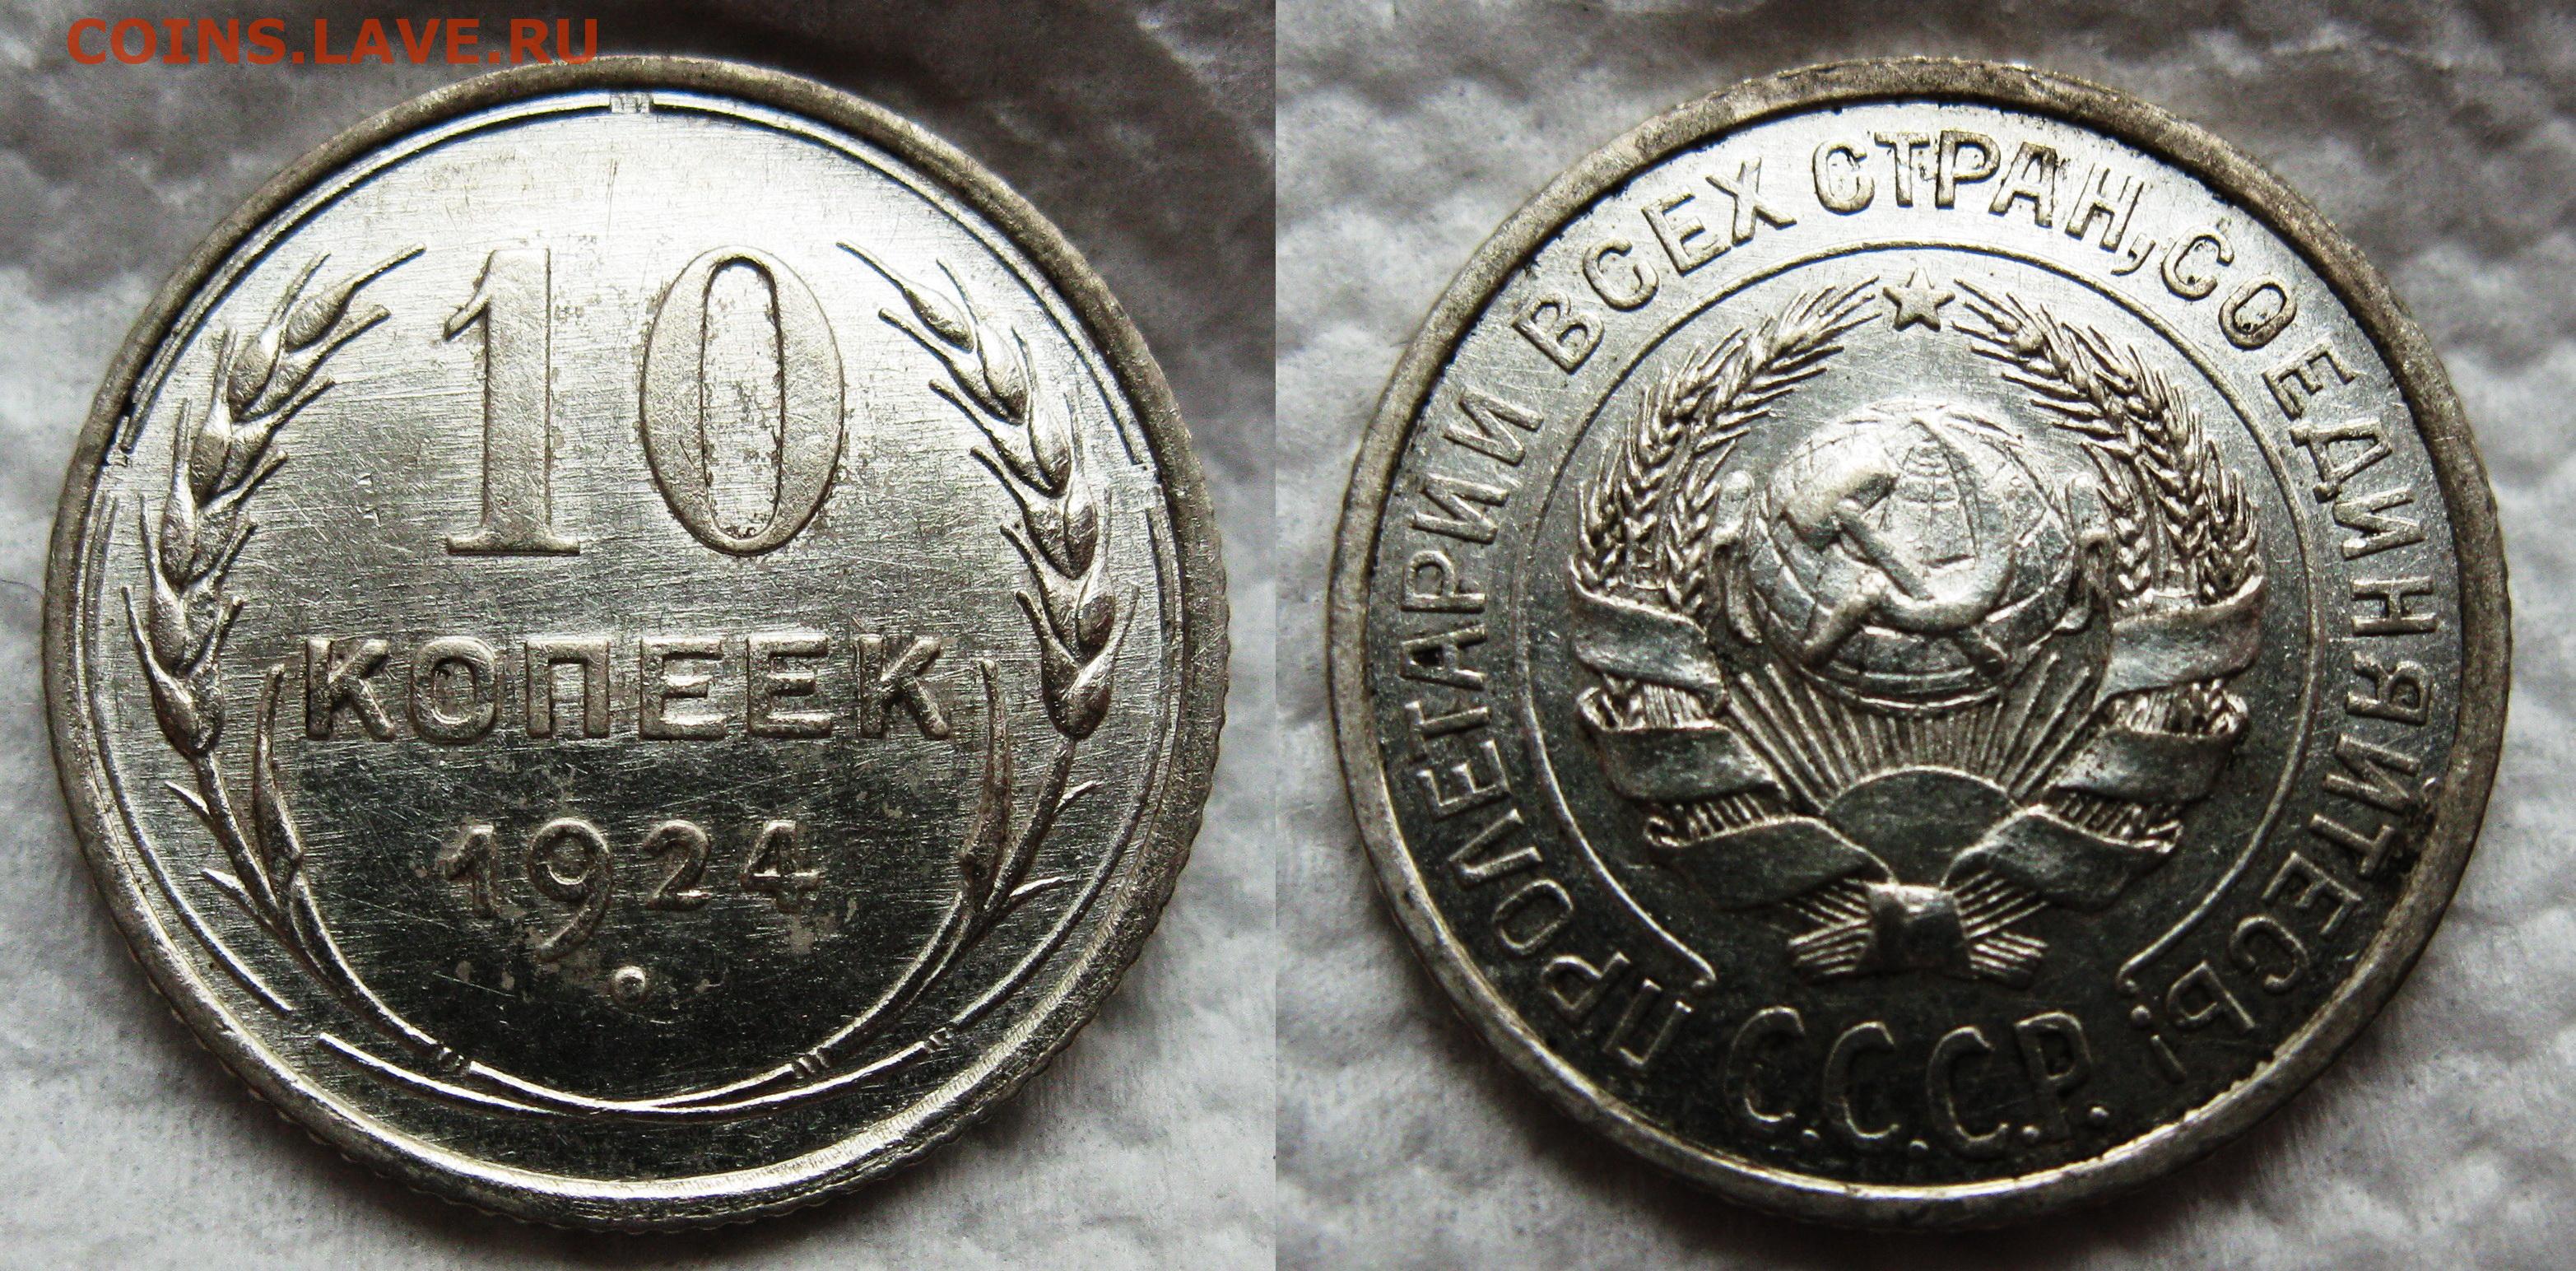 COINS.LAVE.RU
10
КОПЕЕК
1924
ПРОЛЕТАРИИ ВСЕХ СТРАН, СОЕДИНЯЙТЕСЬ!
С.С.С.Р.